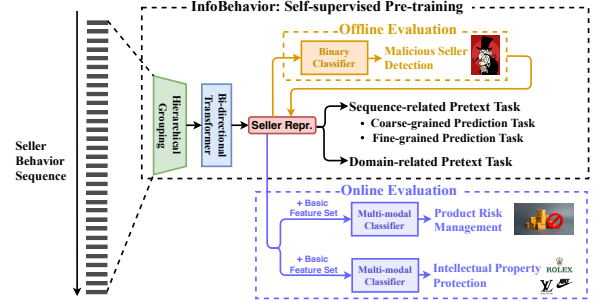 InfoBehavior: Self-supervised Pre-training
Offline Evaluation
Binary
Classifier
Malicious Seller
Detection
Seller
Behavior
Sequence
Hierarchical
Grouping
Bi-directional
Transformer
Seller Repr.
Sequence-related Pretext Task
• Coarse-grained Prediction Task
• Fine-grained Prediction Task
Domain-related Pretext Task
Online Evaluation
+ Basic
Feature Set
Multi-modal
Classifier
Product Risk
Management
+ Basic
Feature Set
Multi-modal
Classifier
Intellectual Property
Protection
ROLEX
LV
NIKE